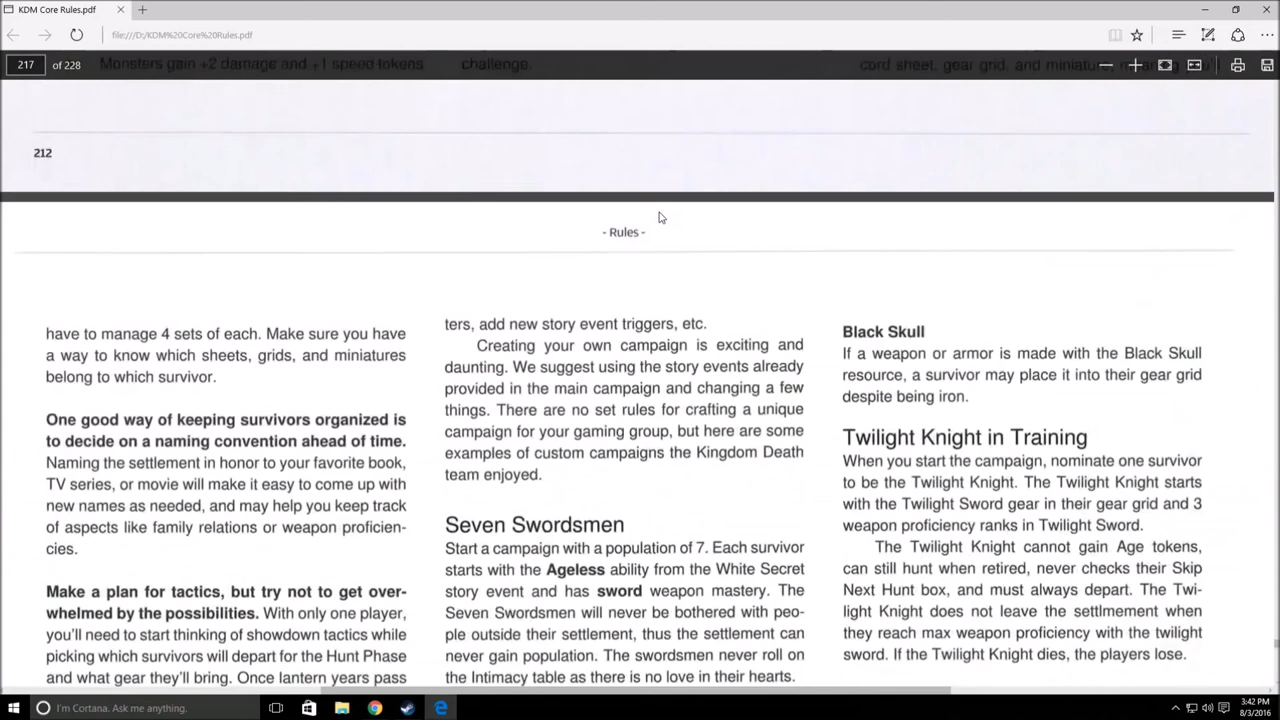 KDM Core Rules.pdf
file:///D:/KDM%20Core%20Rules.pdf
217 of 228
Monsters gain +2 damage and +1 speed tokens
challenge.
cord sheet, gear grid, and miniature,
212
- Rules -
have to manage 4 sets of each. Make sure you have
a way to know which sheets, grids, and miniatures
belong to which survivor.
One good way of keeping survivors organized is
to decide on a naming convention ahead of time.
Naming the settlement in honor to your favorite book,
TV series, or movie will make it easy to come up with
new names as needed, and may help you keep track
of aspects like family relations or weapon proficien-
cies.
Make a plan for tactics, but try not to get over-
whelmed by the possibilities. With only one player,
you'll need to start thinking of showdown tactics while
picking which survivors will depart for the Hunt Phase
and what gear they'll bring. Once lantern years pass
ters, add new story event triggers, etc.
Creating your own campaign is exciting and
daunting. We suggest using the story events already
provided in the main campaign and changing a few
things. There are no set rules for crafting a unique
campaign for your gaming group, but here are some
examples of custom campaigns the Kingdom Death
team enjoyed.
Seven Swordsmen
Start a campaign with a population of 7. Each survivor
starts with the Ageless ability from the White Secret
story event and has sword weapon mastery. The
Seven Swordsmen will never be bothered with peo-
ple outside their settlement, thus the settlement can
never gain population. The swordsmen never roll on
the Intimacy table as there is no love in their hearts.
Black Skull
If a weapon or armor is made with the Black Skull
resource, a survivor may place it into their gear grid
despite being iron.
Twilight Knight in Training
When you start the campaign, nominate one survivor
to be the Twilight Knight. The Twilight Knight starts
with the Twilight Sword gear in their gear grid and 3
weapon proficiency ranks in Twilight Sword.
The Twilight Knight cannot gain Age tokens,
can still hunt when retired, never checks their Skip
Next Hunt box, and must always depart. The Twi-
light Knight does not leave the settlmement when
they reach max weapon proficiency with the twilight
sword. If the Twilight Knight dies, the players lose.
I'm Cortana. Ask me anything.
3:42 PM
8/3/2016